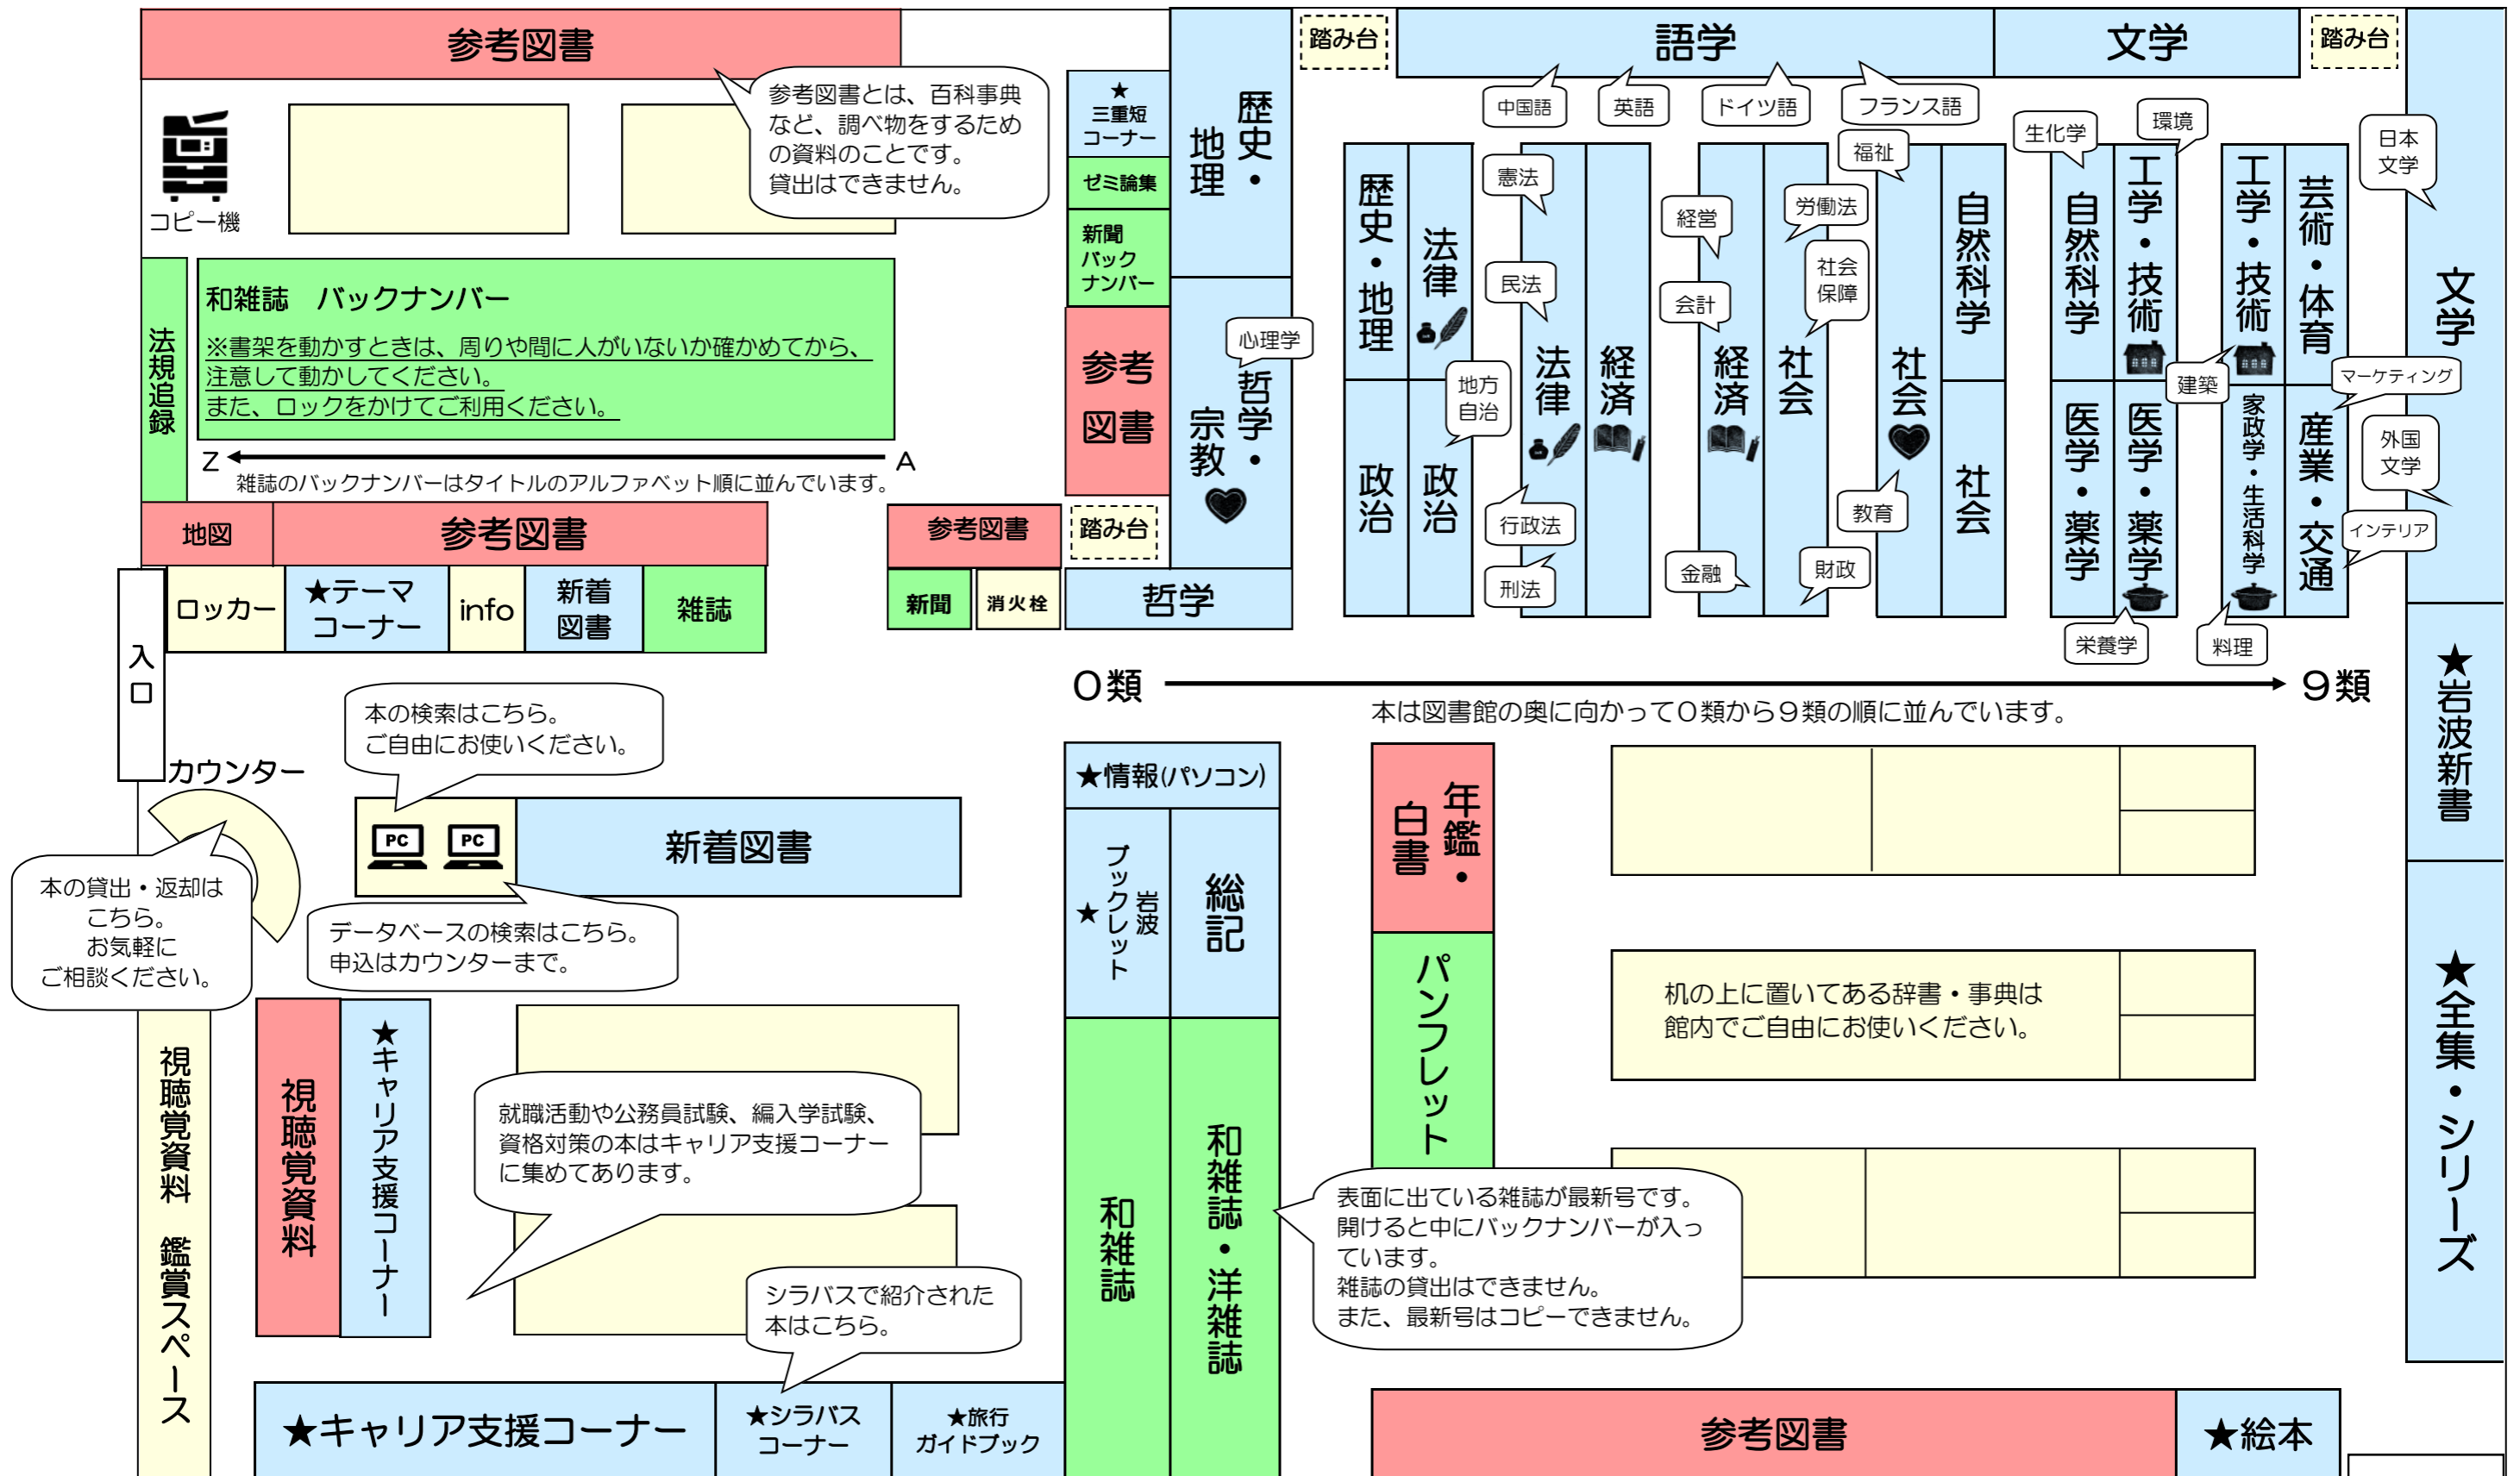 参考図書
参考図書とは、百科事典
など、調べ物をするため
の資料のことです。
貸出はできません。
コピー機
★
三重短
コーナー
ゼミ論集
新聞
バック
ナンバー
参考
図書
歴史・
地理
心理学
哲学・
宗教
踏み台
語学
文学
踏み台
中国語
英語
ドイツ語
フランス語
法規追録
和雑誌 バックナンバー
※書架を動かすときは、周りや間に人がいないか確かめてから、
注意して動かしてください。
また、ロックをかけてご利用ください。
Z
A
雑誌のバックナンバーはタイトルのアルファベット順に並んでいます。
地図
参考図書
参考図書
踏み台
歴史・地理
法律
政治
政治
地方
自治
憲法
民法
法律
行政法
刑法
経済
経営
会計
経済
金融
労働法
社会
保障
社会
財政
福祉
社会
教育
自然科学
社会
生化学
自然科学
医学・薬学
環境
工学・技術
医学・薬学
栄養学
建築
工学・技術
家政学・生活科学
料理
芸術・体育
マーケティング
産業・交通
インテリア
日本
文学
文学
外国
文学
入口
ロッカー
★テーマ
コーナー
info
新着
図書
雑誌
新聞
消火栓
哲学
0類
9類
本は図書館の奥に向かって0類から9類の順に並んでいます。
★岩波新書
★全集・シリーズ
本の検索はこちら。
ご自由にお使いください。
カウンター
PC
PC
新着図書
本の貸出・返却は
こちら。
お気軽に
ご相談ください。
データベースの検索はこちら。
申込はカウンターまで。
★情報(パソコン)
岩波
ブックレット
★
総記
年鑑・
白書
パンフレット
机の上に置いてある辞書・事典は
館内でご自由にお使いください。
視聴覚資料 鑑賞スペース
視聴覚資料
★キャリア支援コーナー
就職活動や公務員試験、編入学試験、
資格対策の本はキャリア支援コーナー
に集めてあります。
シラバスで紹介された
本はこちら。
和雑誌
和雑誌・洋雑誌
表面に出ている雑誌が最新号です。
開けると中にバックナンバーが入っ
ています。
雑誌の貸出はできません。
また、最新号はコピーできません。
★キャリア支援コーナー
★シラバス
コーナー
★旅行
ガイドブック
参考図書
★絵本